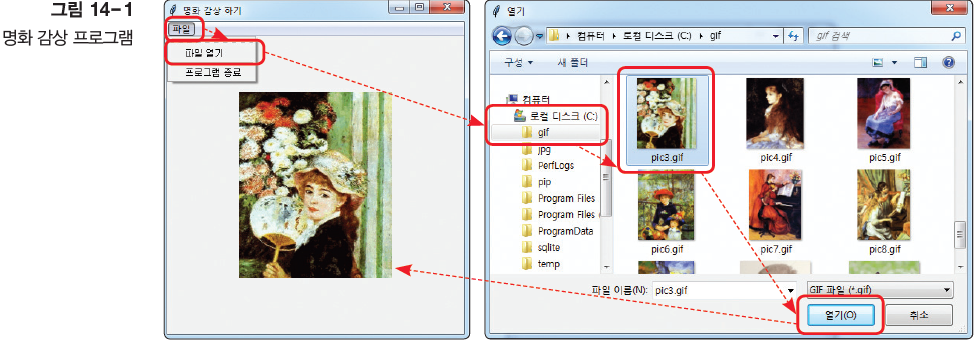 그림 14-1
명화 감상 프로그램
명화 감상 하기
파일
파일 열기
프로그램 종료
열기
컴퓨터 ▸ 로컬 디스크 (C:) ▸ gif
gif 검색
구성 새 폴더
컴퓨터
로컬 디스크 (C:)
gif
jpg
PerfLogs
pip
Program Files
Program Files (
ProgramData
sqlite
temp
pic3.gif pic4.gif pic5.gif
pic6.gif pic7.gif pic8.gif
파일 이름(N): pic3.gif GIF 파일 (*.gif)
열기(O) 취소